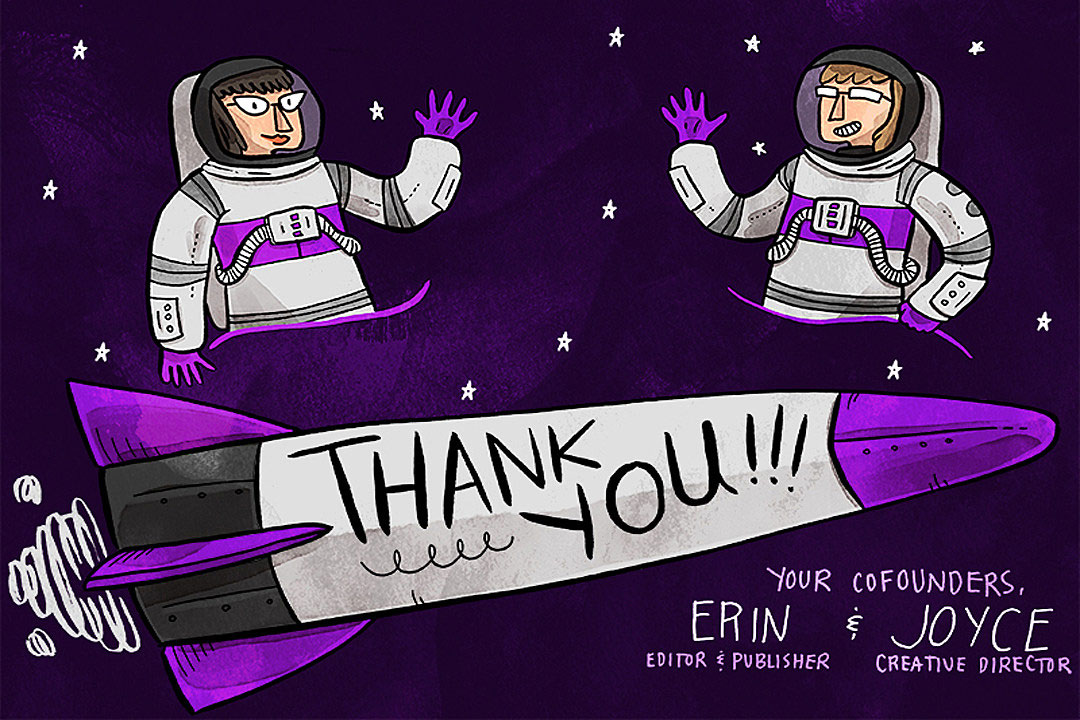 THANK
YOU!!!
YOUR COFOUNDERS,
ERIN & JOYCE
EDITOR & PUBLISHER CREATIVE DIRECTOR